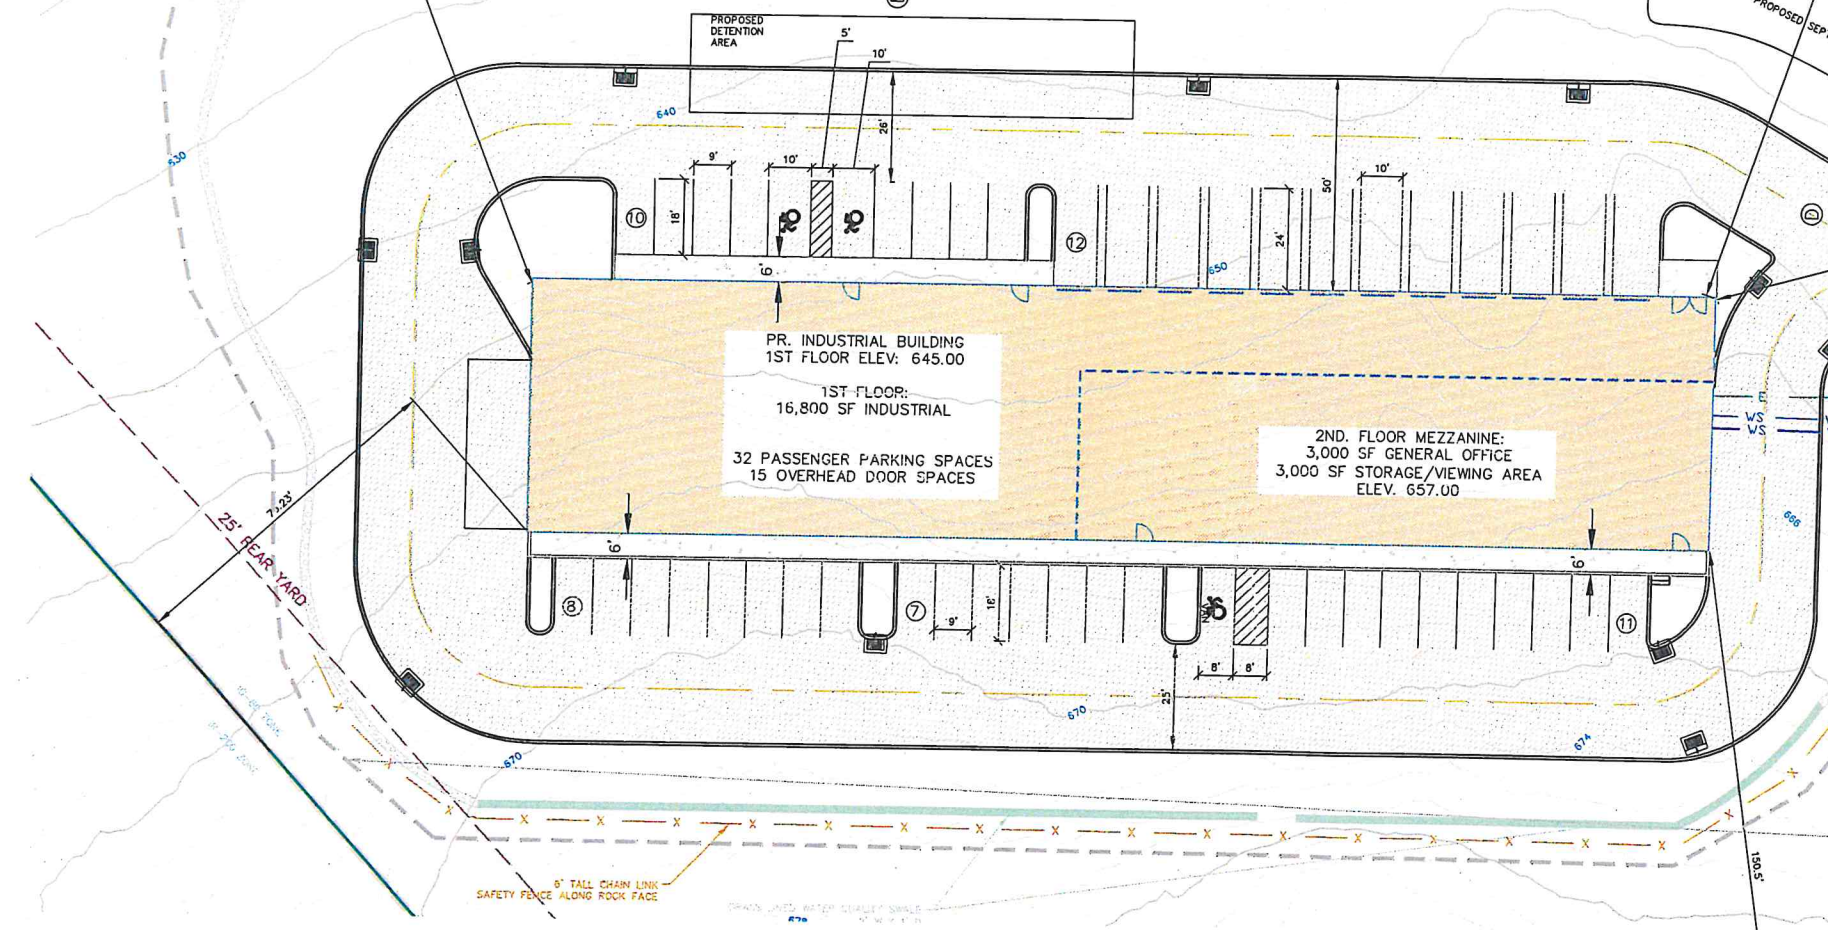 PROPOSED
DETENTION
AREA
5'
10'
PROPOSED SEP
640
26'
630
9'
10'
50'
10'
D
10
18'
12
24'
6'
650
PR. INDUSTRIAL BUILDING
1ST FLOOR ELEV: 645.00
1ST FLOOR:
16,800 SF INDUSTRIAL
32 PASSENGER PARKING SPACES
15 OVERHEAD DOOR SPACES
2ND. FLOOR MEZZANINE:
3,000 SF GENERAL OFFICE
3,000 SF STORAGE/VIEWING AREA
ELEV. 657.00
E
WS
WS
666
25' REAR YARD
6'
6'
8
7
9'
11
8'
8'
25'
670
674
670
X X X X X X X X X X X X X X X X X X X X
6' TALL CHAIN LINK
SAFETY FENCE ALONG ROCK FACE
150.5'